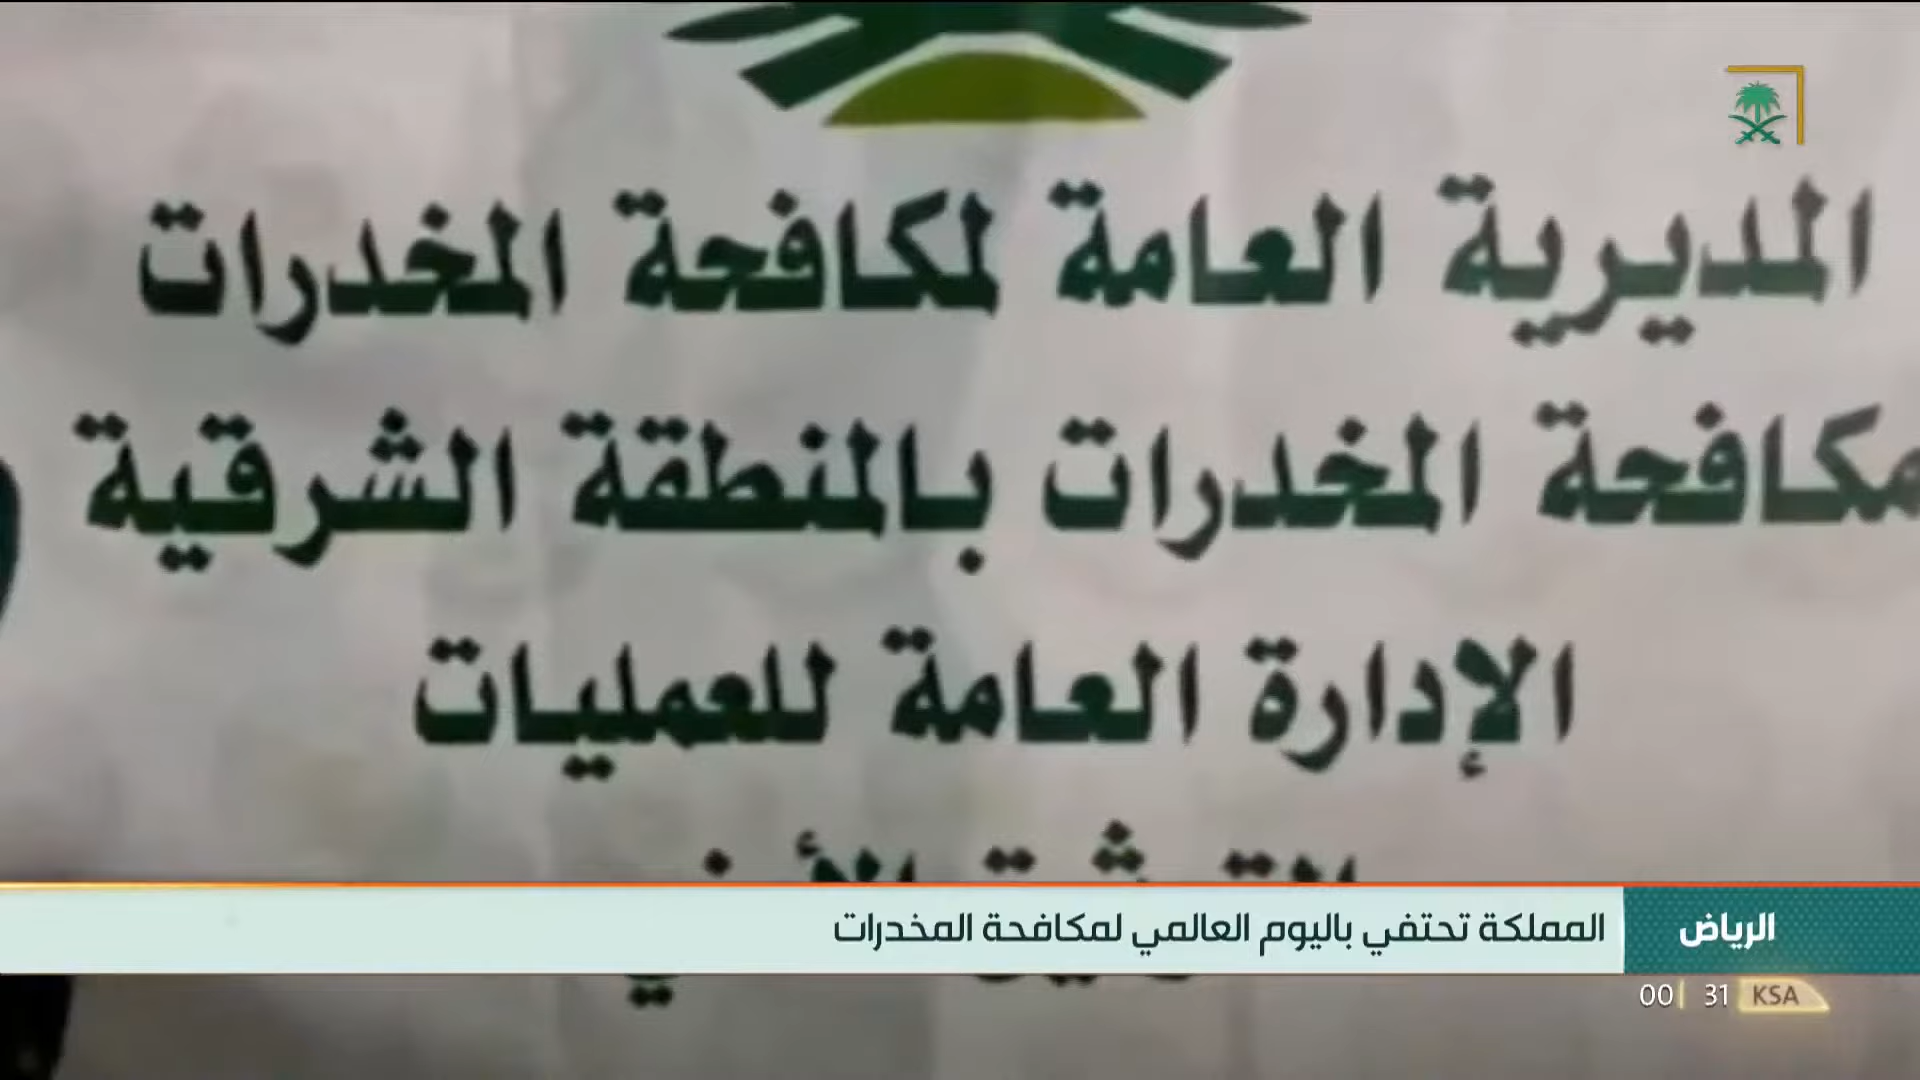 المديرية العامة لمكافحة المخدرات
مكافحة المخدرات بالمنطقة الشرقية
الإدارة العامة للعمليات
الرياض
المملكة تحتفي باليوم العالمي لمكافحة المخدرات
00 31 KSA